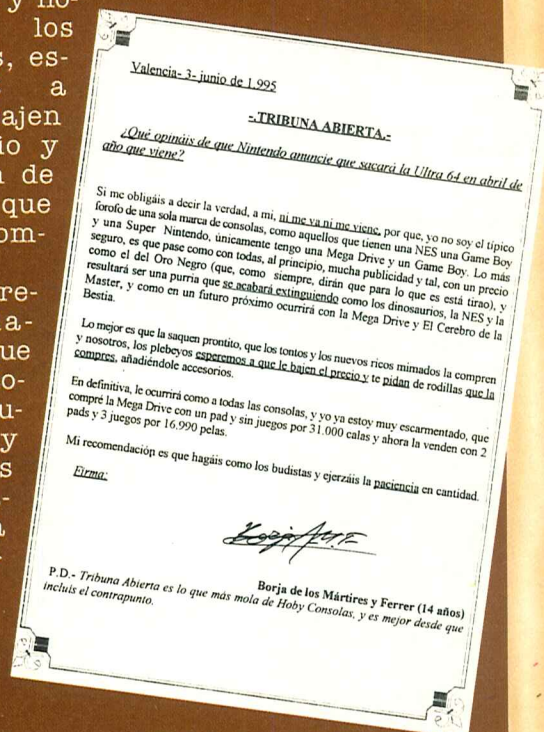 y no-
los
s, es-
a
ajen
io y
de
que
om-
re-
a-
ue
o-
u-
y
s
-
a
Valencia- 3- junio de 1.995
-.TRIBUNA ABIERTA.-
¿Qué opináis de que Nintendo anuncie que sacará la Ultra 64 en abril de
año que viene?
Si me obligáis a decir la verdad, a mi, ni me va ni me viene, por que, yo no soy el típico
forofo de una sola marca de consolas, como aquellos que tienen una NES una Game Boy
y una Super Nintendo, únicamente tengo una Mega Drive y un Game Boy. Lo más
seguro, es que pase como con todas, al principio, mucha publicidad y tal, con un precio
como el del Oro Negro (que, como siempre, dirán que para lo que es está tirao), y
resultará ser una purria que se acabará extinguiendo como los dinosaurios, la NES y la
Master, y como en un futuro próximo ocurrirá con la Mega Drive y El Cerebro de la
Bestia.
Lo mejor es que la saquen prontito, que los tontos y los nuevos ricos mimados la compren
y nosotros, los plebeyos esperemos a que le bajen el precio y te pidan de rodillas que la
compres, añadiéndole accesorios.
En definitiva, le ocurrirá como a todas las consolas, y yo ya estoy muy escarmentado, que
compré la Mega Drive con un pad y sin juegos por 31.000 calas y ahora la venden con 2
pads y 3 juegos por 16.990 pelas.
Mi recomendación es que hagáis como los budistas y ejerzáis la paciencia en cantidad.
Firma:
Borja de los Mártires y Ferrer (14 años)
P.D.- Tribuna Abierta es lo que más mola de Hoby Consolas, y es mejor desde que
incluís el contrapunto.